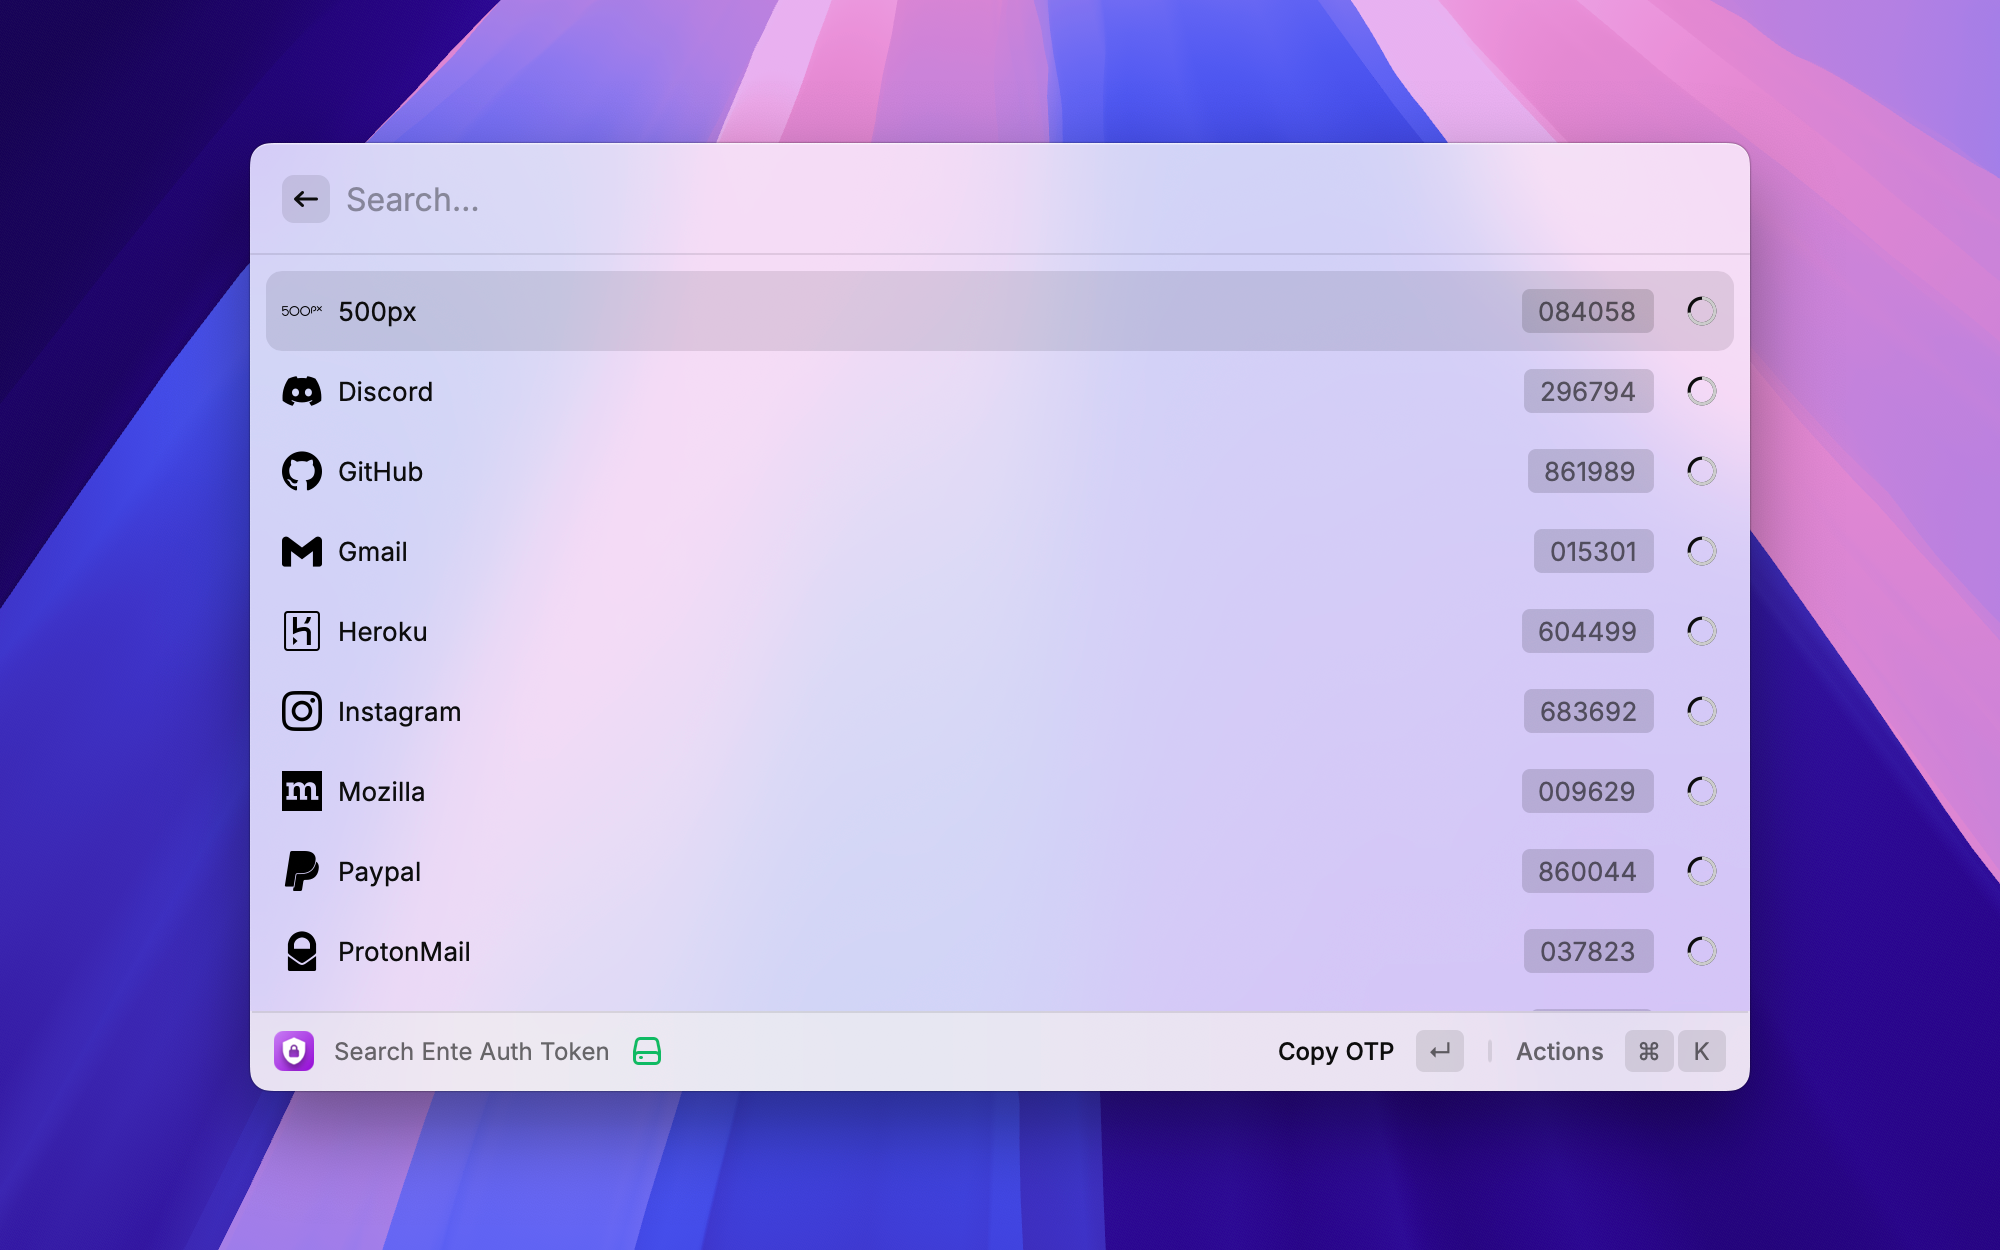 Search...
500px 500px 084058
Discord 296794
GitHub 861989
Gmail 015301
Heroku 604499
Instagram 683692
m Mozilla 009629
Paypal 860044
ProtonMail 037823
Search Ente Auth Token Copy OTP ↵ Actions ⌘ K